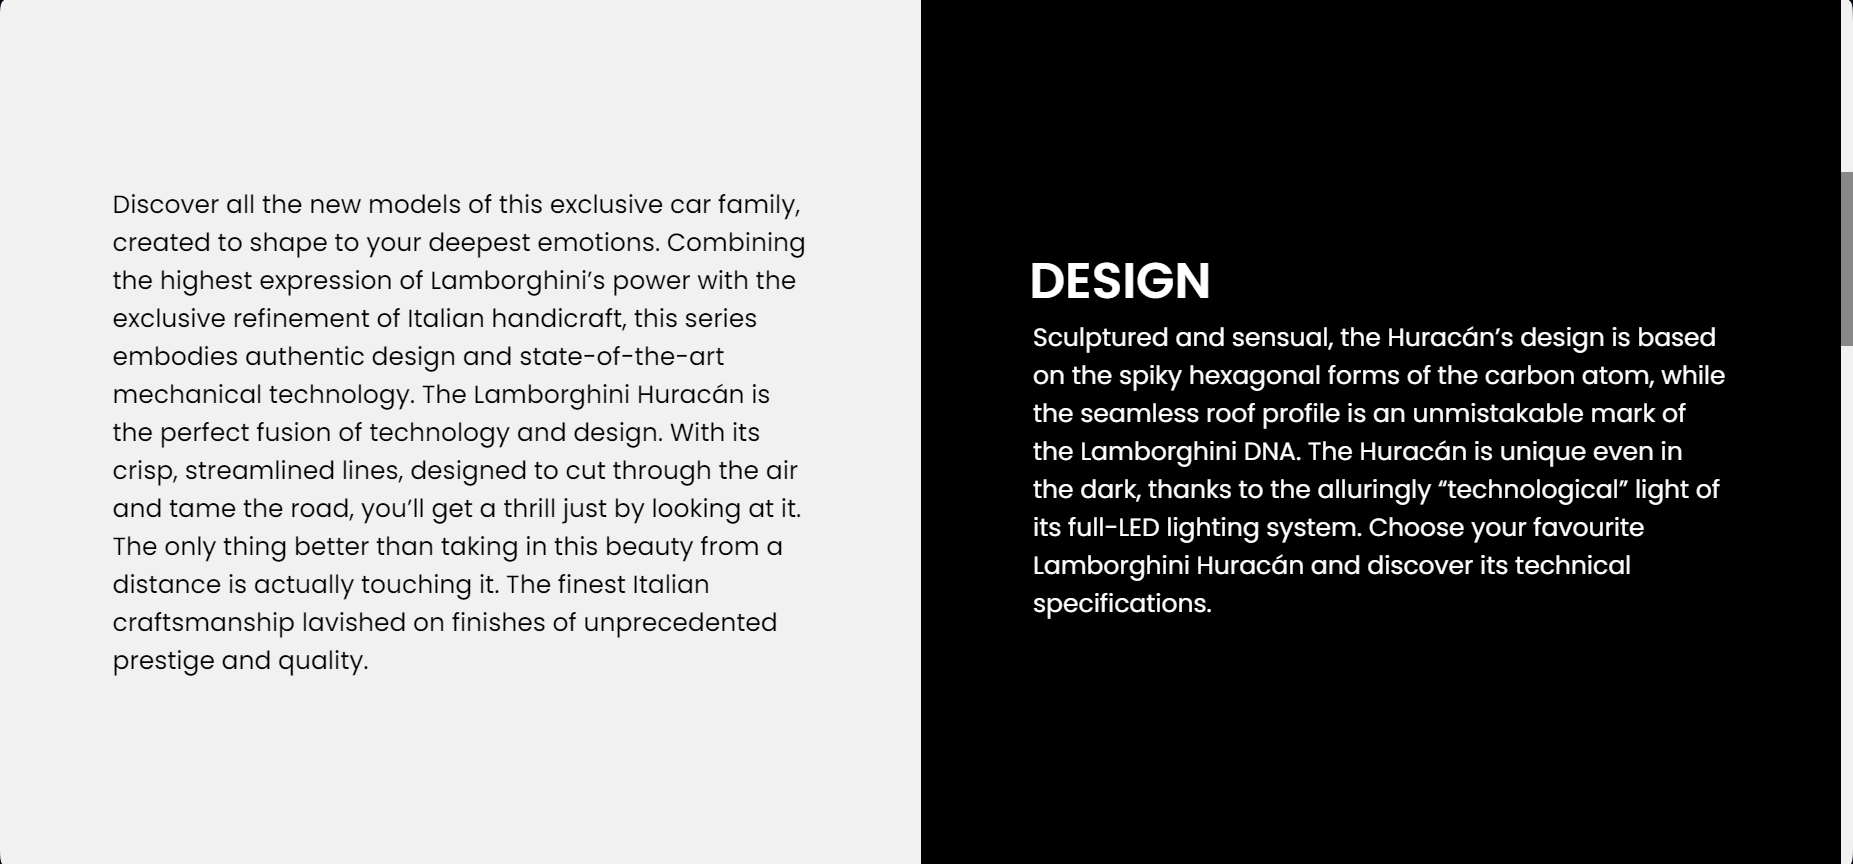 Discover all the new models of this exclusive car family,
created to shape to your deepest emotions. Combining
the highest expression of Lamborghini’s power with the
exclusive refinement of Italian handicraft, this series
embodies authentic design and state-of-the-art
mechanical technology. The Lamborghini Huracán is
the perfect fusion of technology and design. With its
crisp, streamlined lines, designed to cut through the air
and tame the road, you’ll get a thrill just by looking at it.
The only thing better than taking in this beauty from a
distance is actually touching it. The finest Italian
craftsmanship lavished on finishes of unprecedented
prestige and quality.
DESIGN
Sculptured and sensual, the Huracán’s design is based
on the spiky hexagonal forms of the carbon atom, while
the seamless roof profile is an unmistakable mark of
the Lamborghini DNA. The Huracán is unique even in
the dark, thanks to the alluringly “technological” light of
its full-LED lighting system. Choose your favourite
Lamborghini Huracán and discover its technical
specifications.